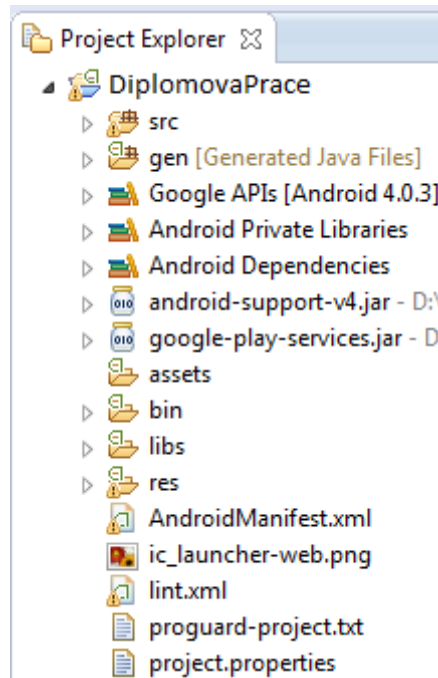 Project Explorer
DiplomovaPrace
src
gen [Generated Java Files]
Google APIs [Android 4.0.3]
Android Private Libraries
Android Dependencies
android-support-v4.jar - D:\
google-play-services.jar - D
assets
bin
libs
res
AndroidManifest.xml
ic_launcher-web.png
lint.xml
proguard-project.txt
project.properties